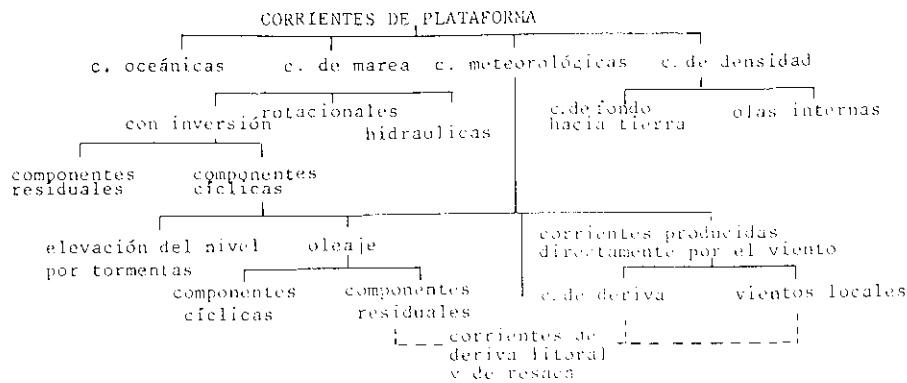 CORRIENTES DE PLATAFORMA
c. oceánicas c. de marea c. meteorológicas c. de densidad
con inversión rotacionales hidraulicas c. de fondo hacia tierra olas internas
componentes residuales
componentes cíclicas
elevación del nivel por tormentas
oleaje
corrientes producidas directamente por el viento
componentes cíclicas
componentes residuales
c. de deriva
vientos locales
corrientes de
deriva litoral
y de resaca